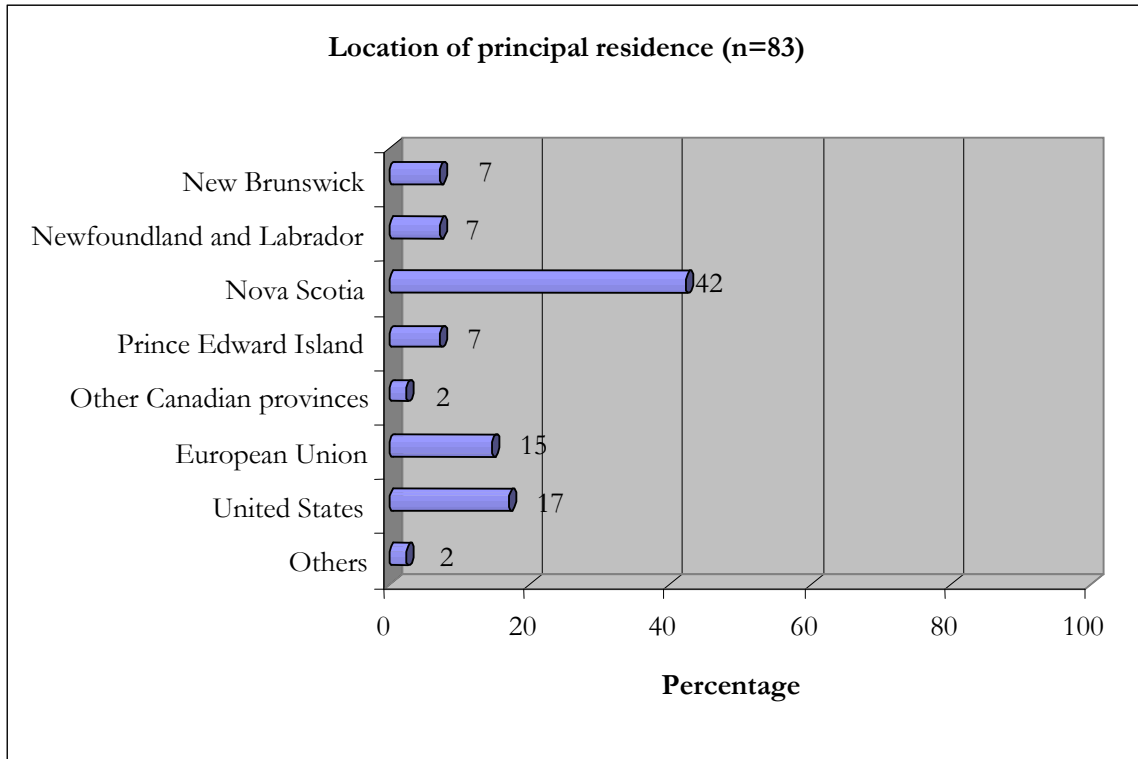 Location of principal residence (n=83)
New Brunswick 7
Newfoundland and Labrador 7
Nova Scotia 42
Prince Edward Island 7
Other Canadian provinces 2
European Union 15
United States 17
Others 2
0 20 40 60 80 100
Percentage